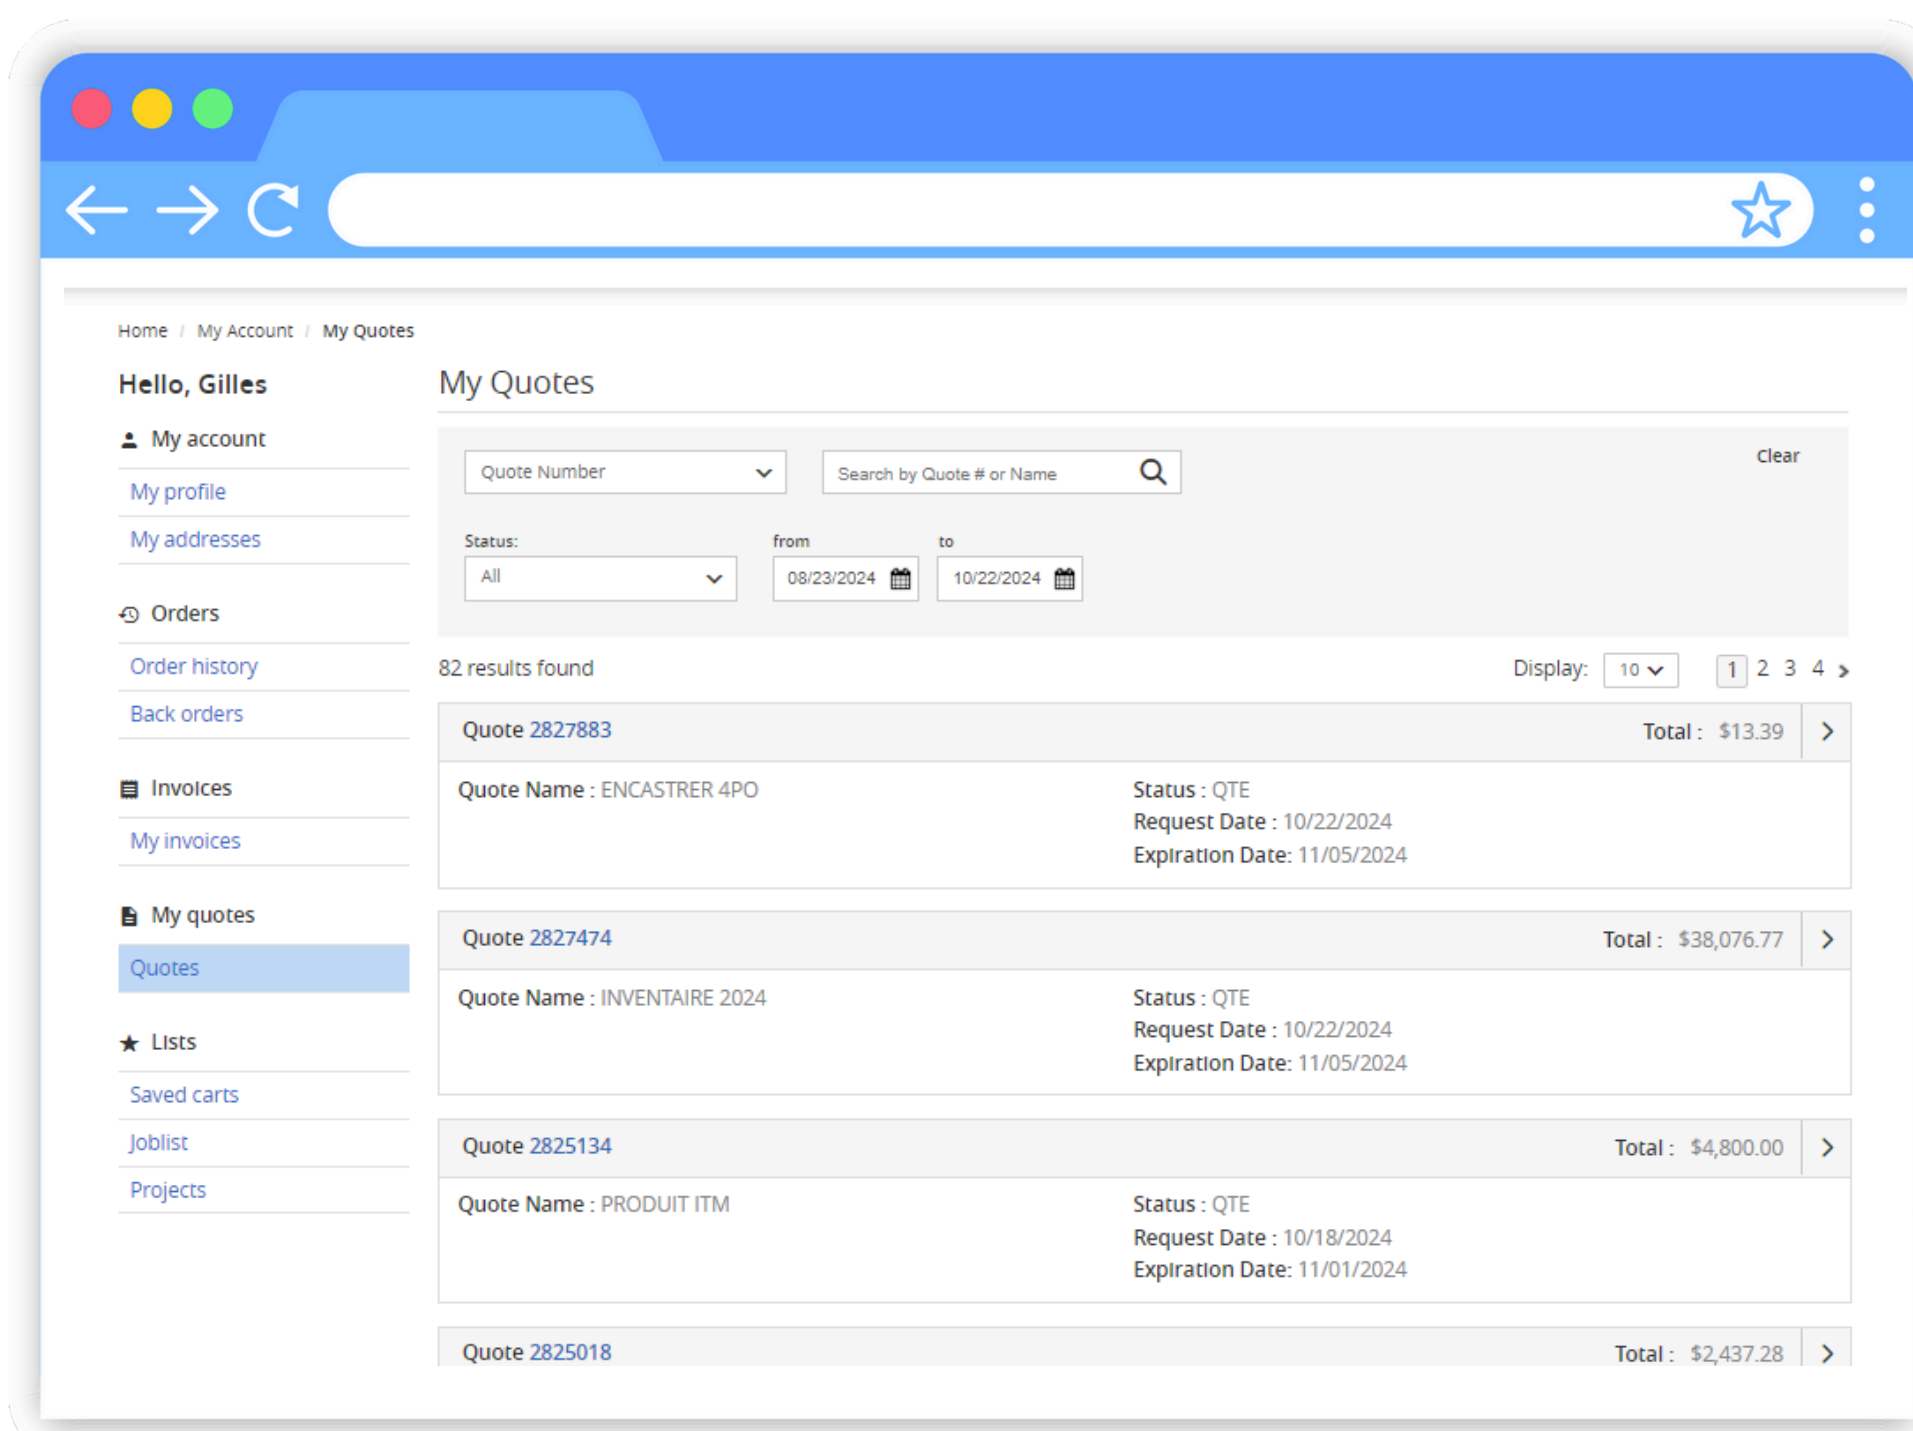 Home / My Account / My Quotes
Hello, Gilles
My account
My profile
My addresses
Orders
Order history
Back orders
Invoices
My invoices
My quotes
Quotes
Lists
Saved carts
Joblist
Projects
My Quotes
Quote Number
Search by Quote # or Name
Clear
Status:
from
to
All
08/23/2024
10/22/2024
82 results found
Display: 10 1 2 3 4
Quote 2827883 Total : $13.39
Quote Name : ENCASTRER 4PO
Status : QTE
Request Date : 10/22/2024
Expiration Date: 11/05/2024
Quote 2827474 Total : $38,076.77
Quote Name : INVENTAIRE 2024
Status : QTE
Request Date : 10/22/2024
Expiration Date: 11/05/2024
Quote 2825134 Total : $4,800.00
Quote Name : PRODUIT ITM
Status : QTE
Request Date : 10/18/2024
Expiration Date: 11/01/2024
Quote 2825018 Total : $2,437.28